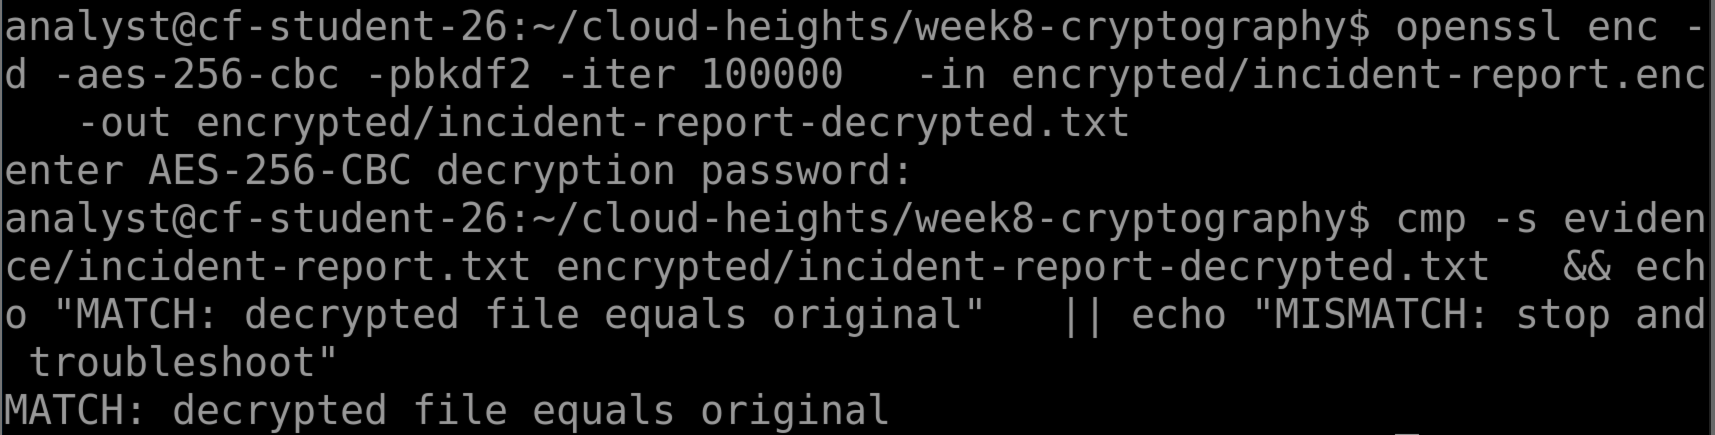 analyst@cf-student-26:~/cloud-heights/week8-cryptography$ openssl enc -
d -aes-256-cbc -pbkdf2 -iter 100000   -in encrypted/incident-report.enc
   -out encrypted/incident-report-decrypted.txt
enter AES-256-CBC decryption password:
analyst@cf-student-26:~/cloud-heights/week8-cryptography$ cmp -s eviden
ce/incident-report.txt encrypted/incident-report-decrypted.txt   && ech
o "MATCH: decrypted file equals original"   || echo "MISMATCH: stop and
 troubleshoot"
MATCH: decrypted file equals original